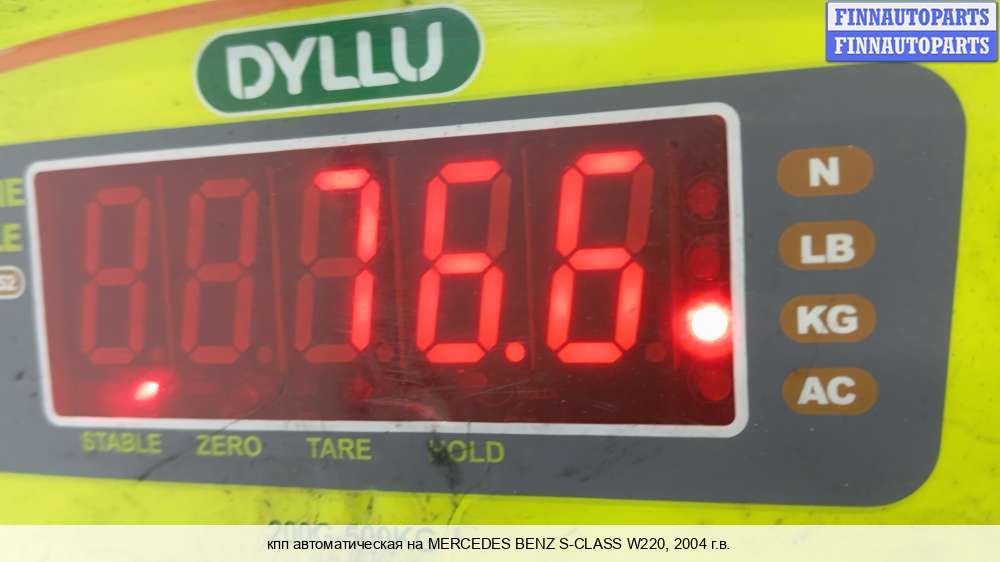 FINNAUTOPARTS
FINNAUTOPARTS
DYLLU
76.6
N
LB
KG
AC
STABLE ZERO TARE HOLD
кпп автоматическая на MERCEDES BENZ S-CLASS W220, 2004 г.в.